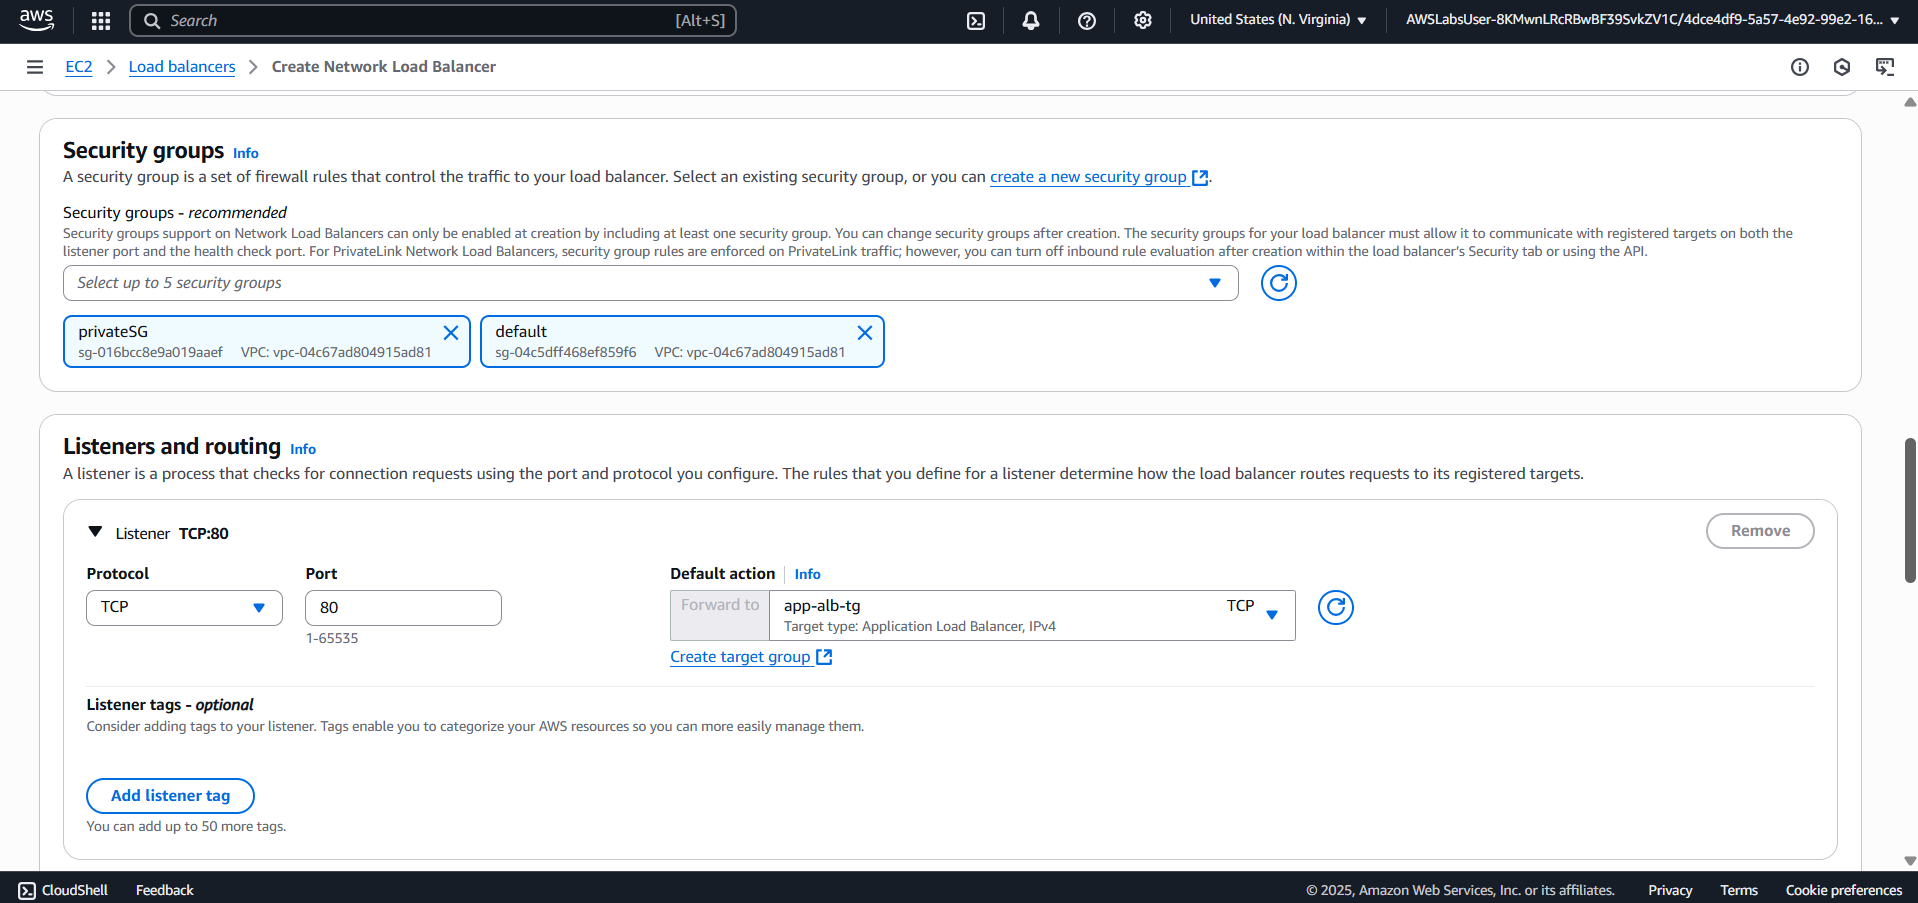 aws
Search [Alt+S]
United States (N. Virginia)
AWSLabsUser-8KMwnLRcRBwBF39SvkZV1C/4dce4df9-5a57-4e92-99e2-16...
EC2 > Load balancers > Create Network Load Balancer
Security groups Info
A security group is a set of firewall rules that control the traffic to your load balancer. Select an existing security group, or you can create a new security group.
Security groups - recommended
Security groups support on Network Load Balancers can only be enabled at creation by including at least one security group. You can change security groups after creation. The security groups for your load balancer must allow it to communicate with registered targets on both the
listener port and the health check port. For PrivateLink Network Load Balancers, security group rules are enforced on PrivateLink traffic; however, you can turn off inbound rule evaluation after creation within the load balancer's Security tab or using the API.
Select up to 5 security groups
privateSG
sg-016bcc8e9a019aaef VPC: vpc-04c67ad804915ad81
default
sg-04c5dff468ef859f6 VPC: vpc-04c67ad804915ad81
Listeners and routing Info
A listener is a process that checks for connection requests using the port and protocol you configure. The rules that you define for a listener determine how the load balancer routes requests to its registered targets.
Listener TCP:80
Remove
Protocol
TCP
Port
80
1-65535
Default action Info
Forward to
app-alb-tg TCP
Target type: Application Load Balancer, IPv4
Create target group
Listener tags - optional
Consider adding tags to your listener. Tags enable you to categorize your AWS resources so you can more easily manage them.
Add listener tag
You can add up to 50 more tags.
CloudShell Feedback
© 2025, Amazon Web Services, Inc. or its affiliates. Privacy Terms Cookie preferences